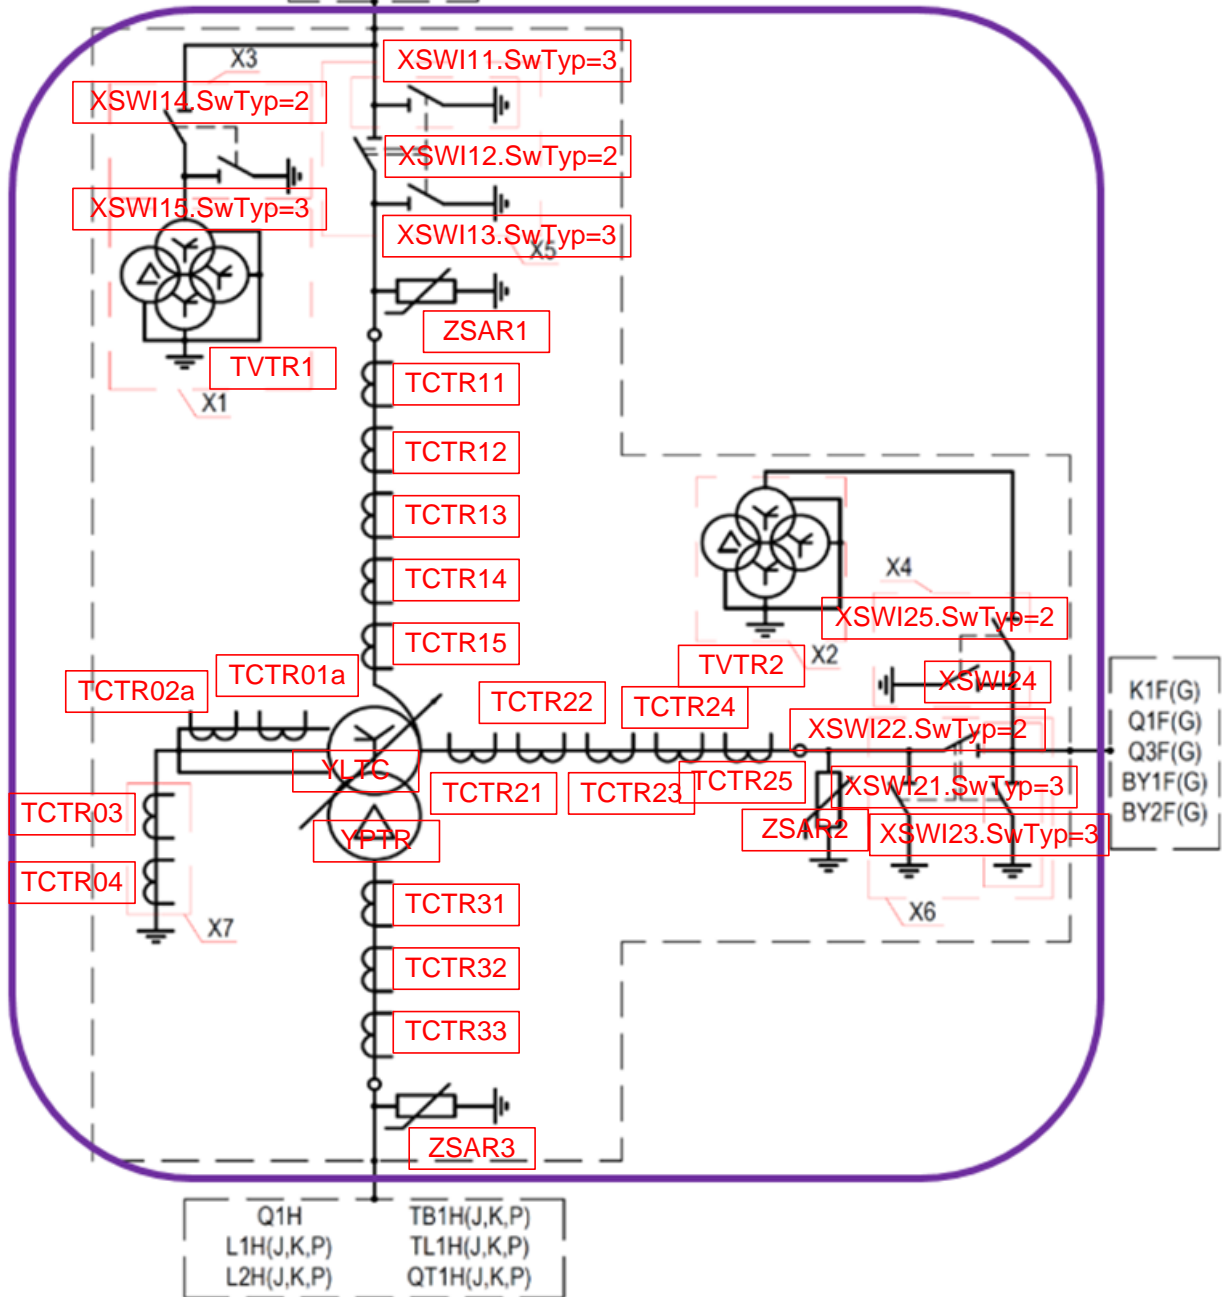 XSWI11.SwTyp=3
X3
XSWI14.SwTyp=2
XSWI12.SwTyp=2
XSWI15.SwTyp=3
XSWI13.SwTyp=3
X5
ZSAR1
TVTR1
TCTR11
X1
TCTR12
TCTR13
TCTR14
X4
XSWI25.SwTyp=2
TCTR15
X2
TVTR2
TCTR01a
TCTR02a
XSWI24
TCTR22
TCTR24
XSWI22.SwTyp=2
K1F(G)
Q1F(G)
Q3F(G)
BY1F(G)
BY2F(G)
YLTC
TCTR21
TCTR23
TCTR25
XSWI21.SwTyp=3
TCTR03
ZSAR2
XSWI23.SwTyp=3
YPTR
TCTR04
TCTR31
X6
X7
TCTR32
TCTR33
ZSAR3
Q1H
L1H(J,K,P)
L2H(J,K,P)
TB1H(J,K,P)
TL1H(J,K,P)
QT1H(J,K,P)